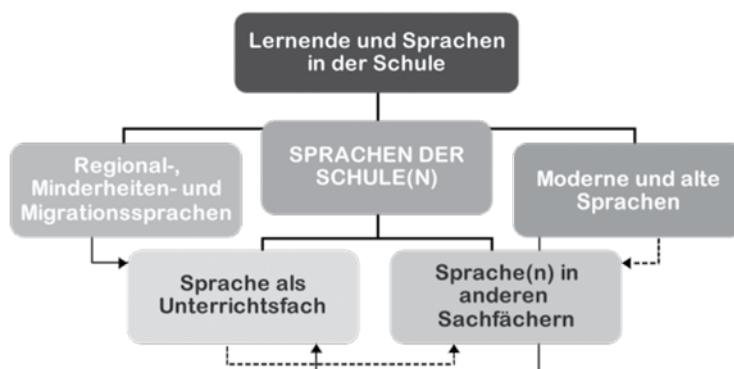 Lernende und Sprachen
in der Schule
Regional-,
Minderheiten- und
Migrationssprachen
SPRACHEN DER
SCHULE(N)
Moderne und alte
Sprachen
Sprache als
Unterrichtsfach
Sprache(n) in
anderen
Sachfächern